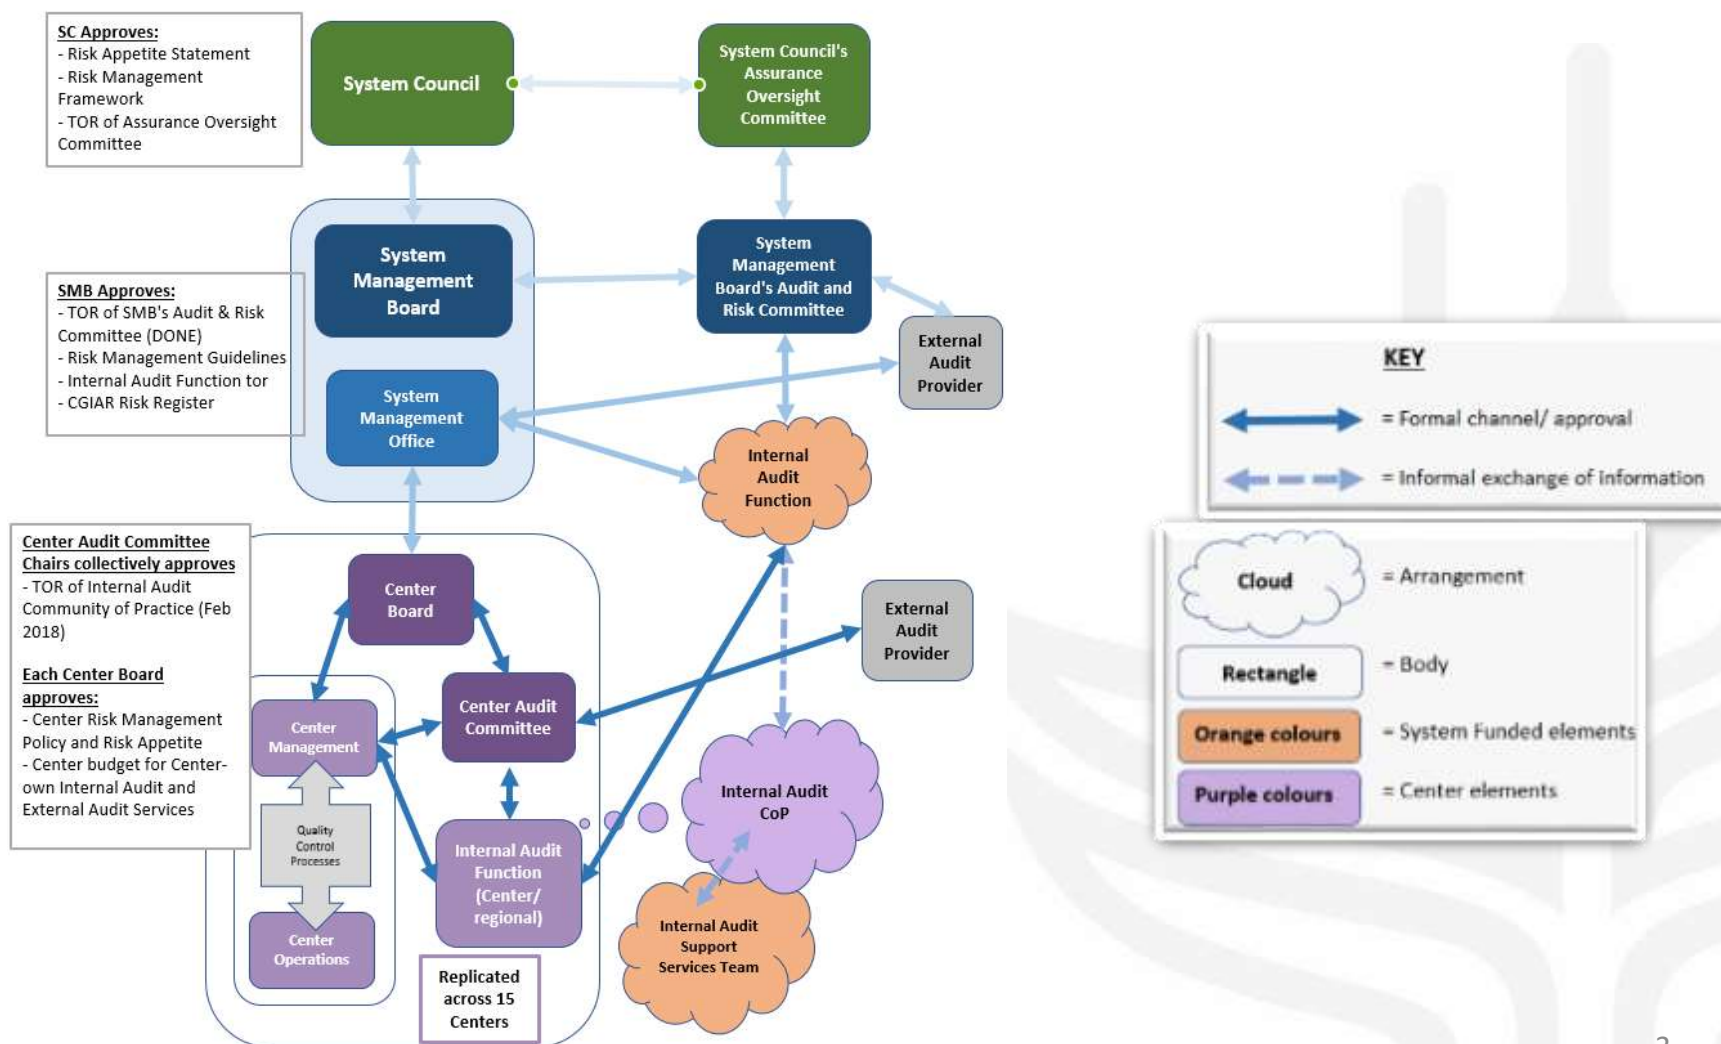 SC Approves:
- Risk Appetite Statement
- Risk Management
Framework
- TOR of Assurance Oversight
Committee
System Council
System Council's
Assurance
Oversight
Committee
SMB Approves:
- TOR of SMB's Audit & Risk
Committee (DONE)
- Risk Management Guidelines
- Internal Audit Function tor
- CGIAR Risk Register
System
Management
Board
System
Management
Board's Audit and
Risk Committee
External
Audit
Provider
System
Management
Office
Internal
Audit
Function
Center Audit Committee
Chairs collectively approves
- TOR of Internal Audit
Community of Practice (Feb
2018)
Each Center Board
approves:
- Center Risk Management
Policy and Risk Appetite
- Center budget for Center-
own Internal Audit and
External Audit Services
Center
Board
External
Audit
Provider
Center
Management
Center Audit
Committee
Quality
Control
Processes
Internal Audit
Function
(Center/
regional)
Internal Audit
CoP
Center
Operations
Internal Audit
Support
Services Team
Replicated
across 15
Centers
KEY
= Formal channel/ approval
= Informal exchange of information
Cloud
= Arrangement
Rectangle
= Body
Orange colours
= System Funded elements
Purple colours
= Center elements